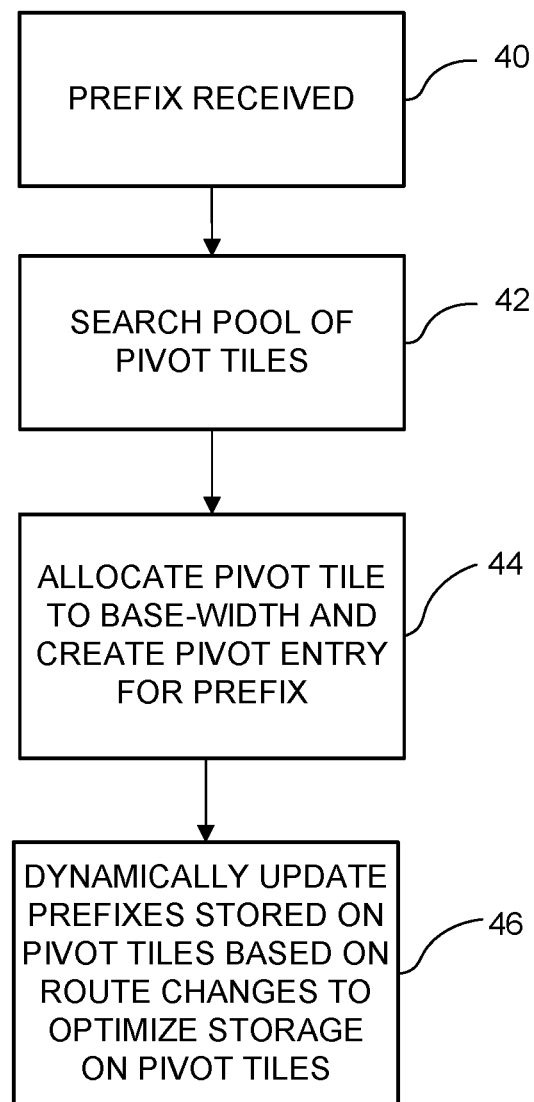 PREFIX RECEIVED
40
SEARCH POOL OF
PIVOT TILES
42
ALLOCATE PIVOT TILE
TO BASE-WIDTH AND
CREATE PIVOT ENTRY
FOR PREFIX
44
DYNAMICALLY UPDATE
PREFIXES STORED ON
PIVOT TILES BASED ON
ROUTE CHANGES TO
OPTIMIZE STORAGE
ON PIVOT TILES
46